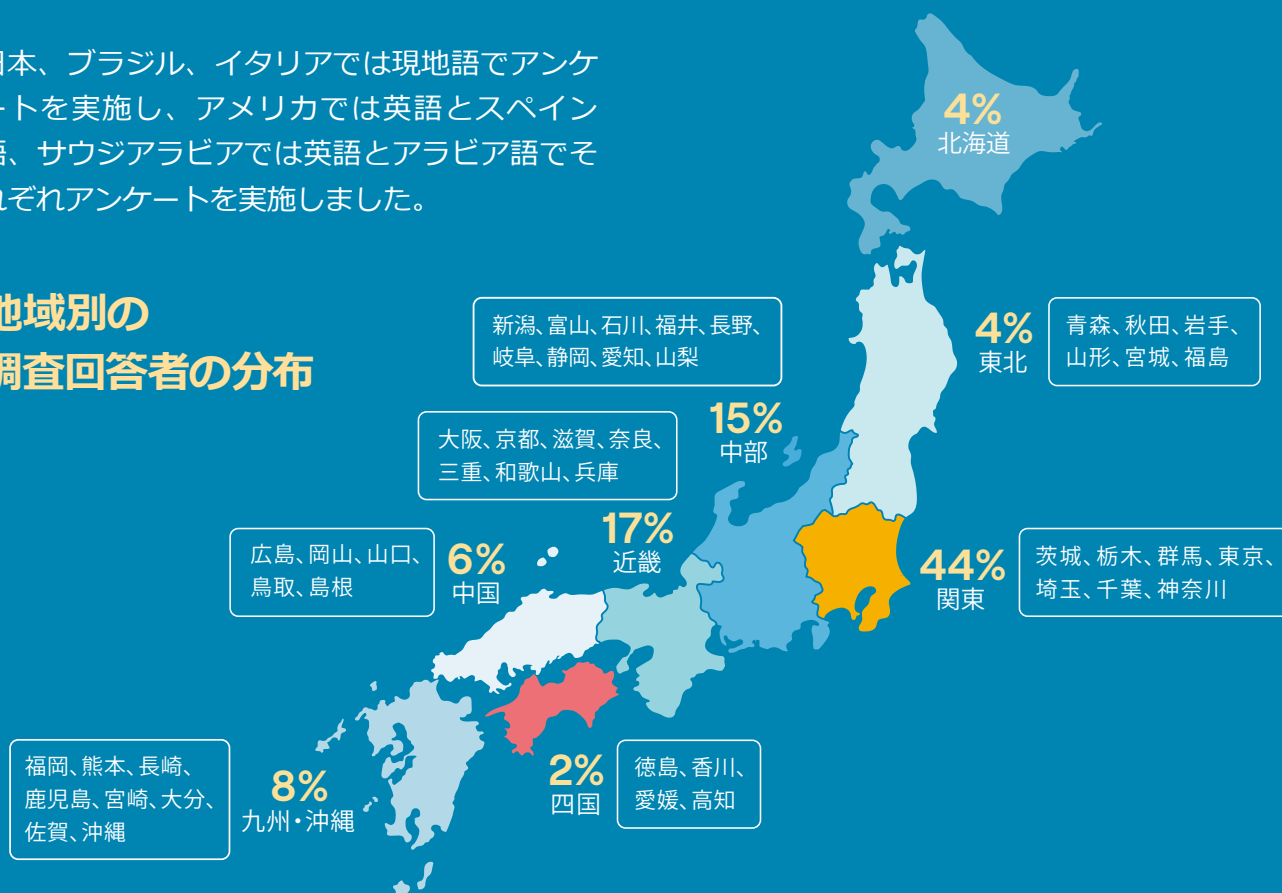 日本、ブラジル、イタリアでは現地語でアンケ
ートを実施し、アメリカでは英語とスペイン
語、サウジアラビアでは英語とアラビア語でそ
れぞれアンケートを実施しました。
地域別の
調査回答者の分布
4%
北海道
4%
東北
青森、秋田、岩手、
山形、宮城、福島
新潟、富山、石川、福井、長野、
岐阜、静岡、愛知、山梨
15%
中部
大阪、京都、滋賀、奈良、
三重、和歌山、兵庫
17%
近畿
広島、岡山、山口、
鳥取、島根
6%
中国
44%
関東
茨城、栃木、群馬、東京、
埼玉、千葉、神奈川
福岡、熊本、長崎、
鹿児島、宮崎、大分、
佐賀、沖縄
8%
九州・沖縄
2%
四国
徳島、香川、
愛媛、高知